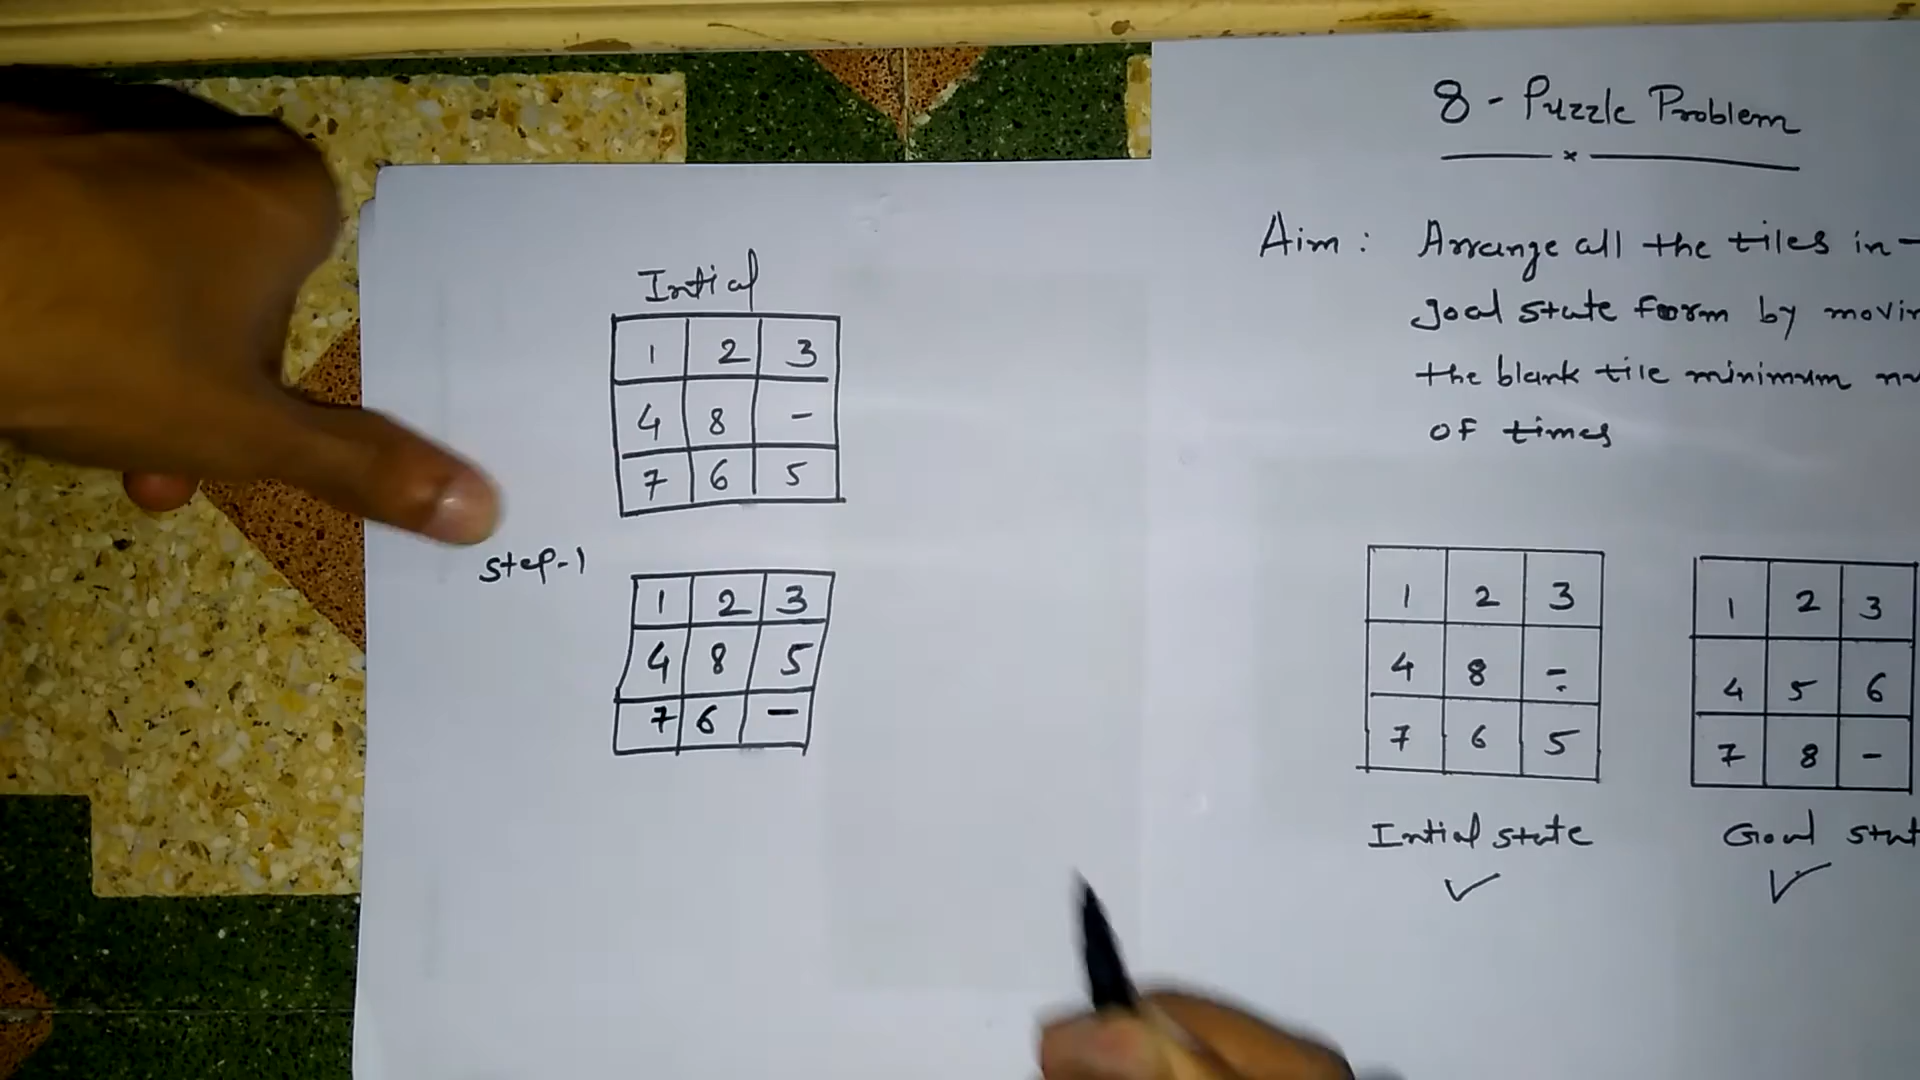 Intial
1 2 3
4 8 -
7 6 5
step-1
1 2 3
4 8 5
7 6 -
8 - Puzzle Problem
Aim : Arrange all the tiles in
goal state form by movin
the blank tile minimum nu
of times
1 2 3
4 8 -
7 6 5
Intial state
1 2 3
4 5 6
7 8 -
Goal stat